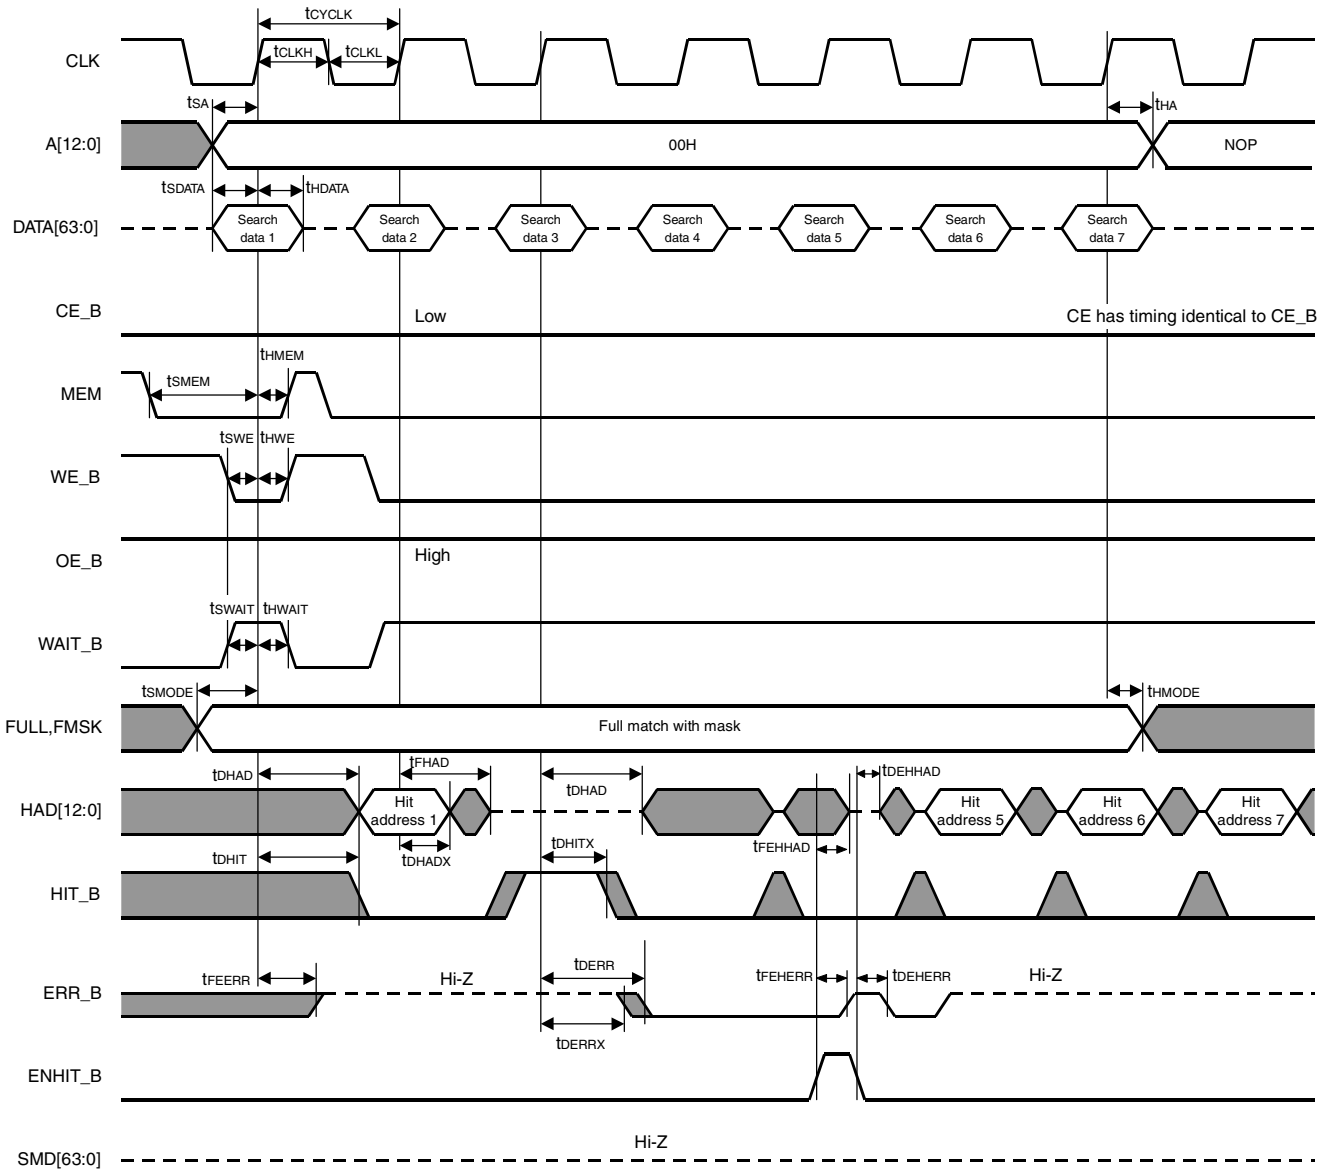 tCYCLK
CLK
tCLKH
tCLKL
tSA
tHA
A[12:0]
00H
NOP
tSDATA
tHDATA
DATA[63:0]
Search
data 1
Search
data 2
Search
data 3
Search
data 4
Search
data 5
Search
data 6
Search
data 7
CE_B
Low
CE has timing identical to CE_B
tHMEM
tSMEM
MEM
tSWE
tHWE
WE_B
OE_B
High
tSWAIT
tHWAIT
WAIT_B
tSMODE
tHMODE
FULL,FMSK
Full match with mask
tDHAD
tFHAD
tDHAD
tDEHHAD
HAD[12:0]
Hit
address 1
Hit
address 5
Hit
address 6
Hit
address 7
tDHADX
tFEHHAD
tDHIT
tDHITX
HIT_B
tFEERR
Hi-Z
tDERR
tFEHERR
tDEHERR
Hi-Z
ERR_B
tDERRX
ENHIT_B
Hi-Z
SMD[63:0]